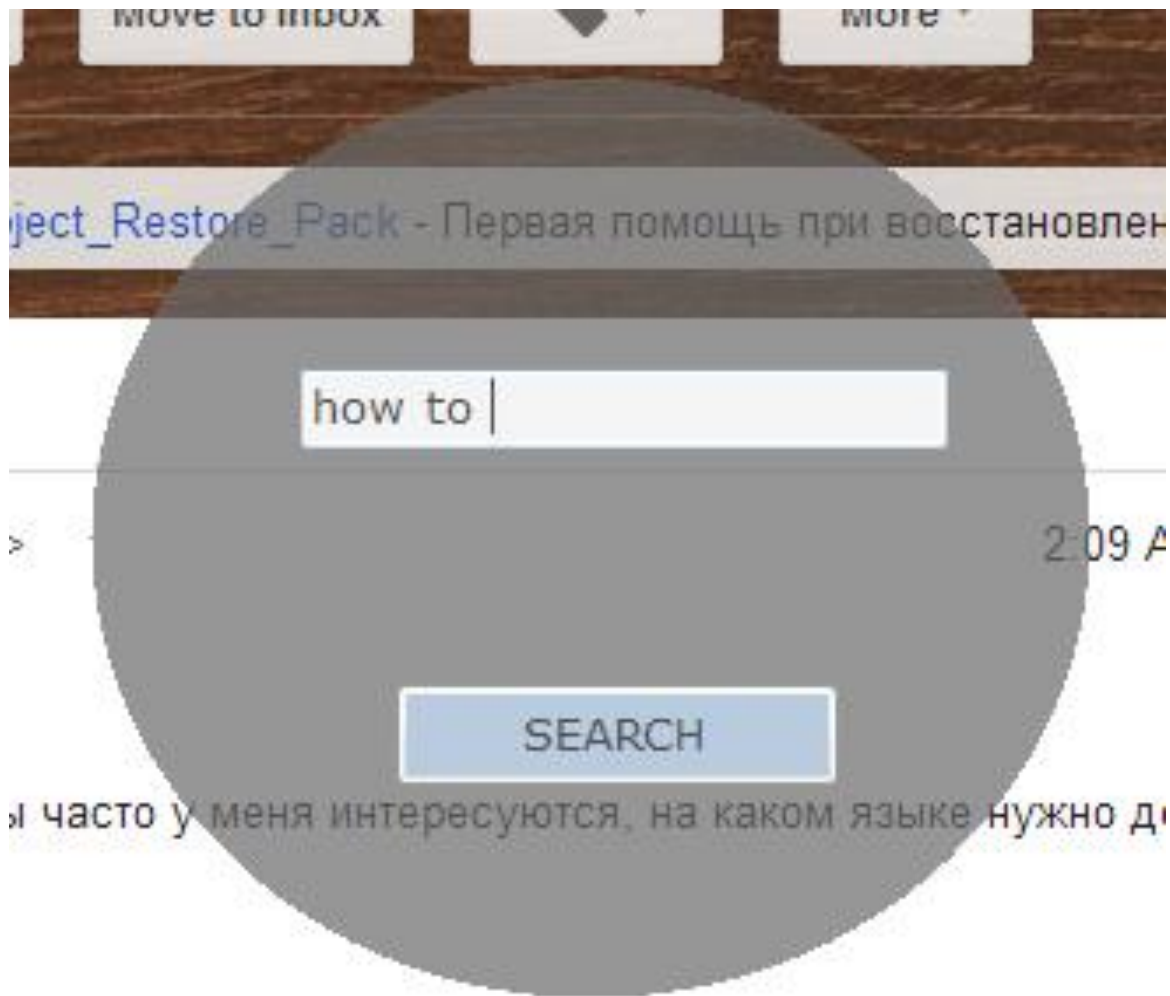 Move to Inbox More
ject_Restore_Pack - Первая помощь при восстановлен
how to
2:09 A
SEARCH
ы часто у меня интересуются, на каком языке нужно де